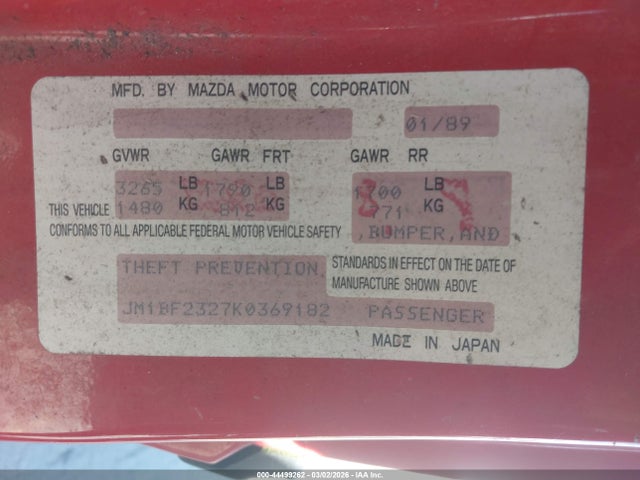 MFD. BY MAZDA MOTOR CORPORATION
01/89
GVWR GAWR FRT GAWR RR
3265 LB 1790 LB 1700 LB
THIS VEHICLE 1480 KG 812 KG 771 KG
CONFORMS TO ALL APPLICABLE FEDERAL MOTOR VEHICLE SAFETY ,BUMPER,AND
THEFT PREVENTION STANDARDS IN EFFECT ON THE DATE OF
MANUFACTURE SHOWN ABOVE
JM1BF2327K0369182 PASSENGER
MADE IN JAPAN
000-44499262 - 03/02/2026 - PASSENGER FRONT